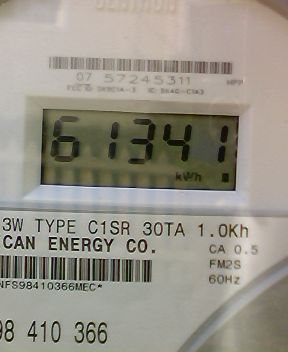 CENTRON
07 57245311
61341
kWh
3W TYPE C1SR 30TA 1.0Kh
CAN ENERGY CO.
CA 0.5
FM2S
60Hz
NFS98410366MEC*
98 410 366